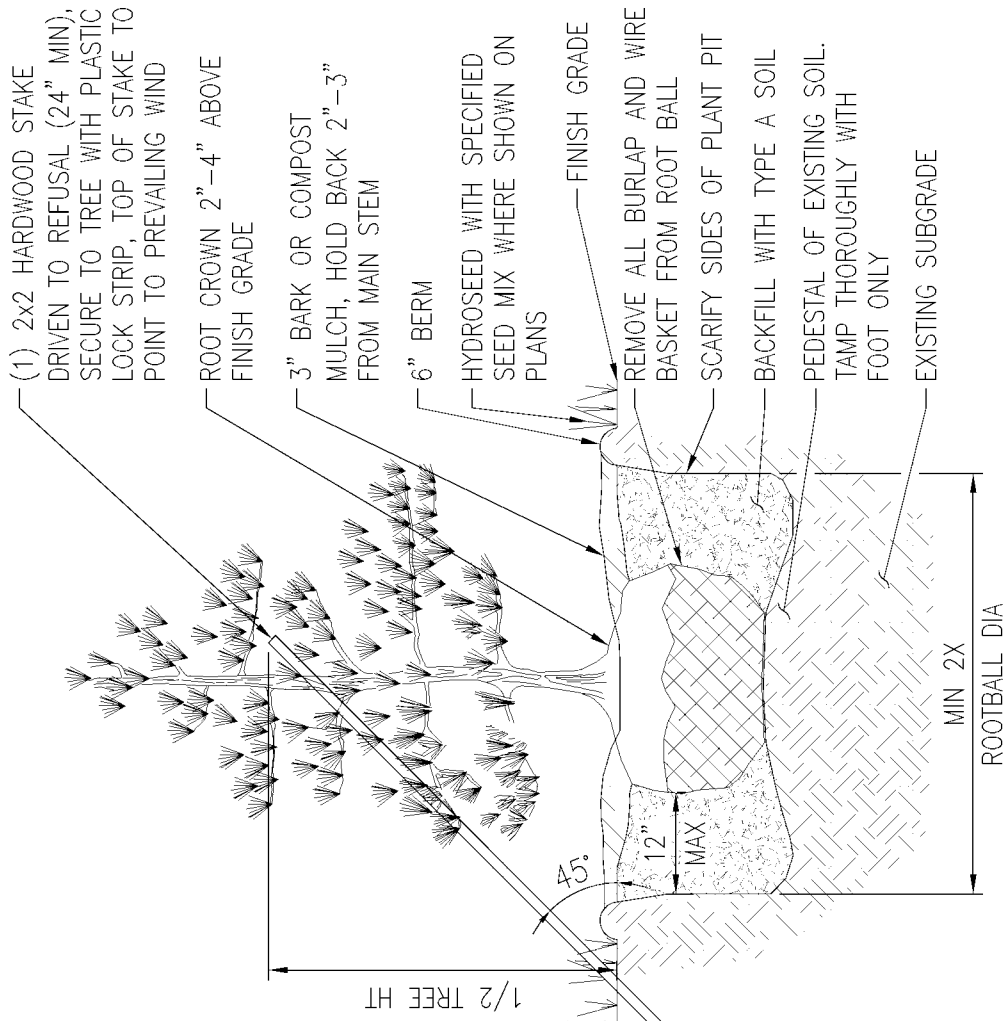 (1) 2x2 HARDWOOD STAKE
DRIVEN TO REFUSAL (24" MIN),
SECURE TO TREE WITH PLASTIC
LOCK STRIP, TOP OF STAKE TO
POINT TO PREVAILING WIND
ROOT CROWN 2"-4" ABOVE
FINISH GRADE
3" BARK OR COMPOST
MULCH, HOLD BACK 2"-3"
FROM MAIN STEM
6" BERM
HYDROSEED WITH SPECIFIED
SEED MIX WHERE SHOWN ON
PLANS
FINISH GRADE
REMOVE ALL BURLAP AND WIRE
BASKET FROM ROOT BALL
SCARIFY SIDES OF PLANT PIT
BACKFILL WITH TYPE A SOIL
PEDESTAL OF EXISTING SOIL.
TAMP THOROUGHLY WITH
FOOT ONLY
EXISTING SUBGRADE
1/2 TREE HT
45°
12"
MAX
MIN 2X
ROOTBALL DIA